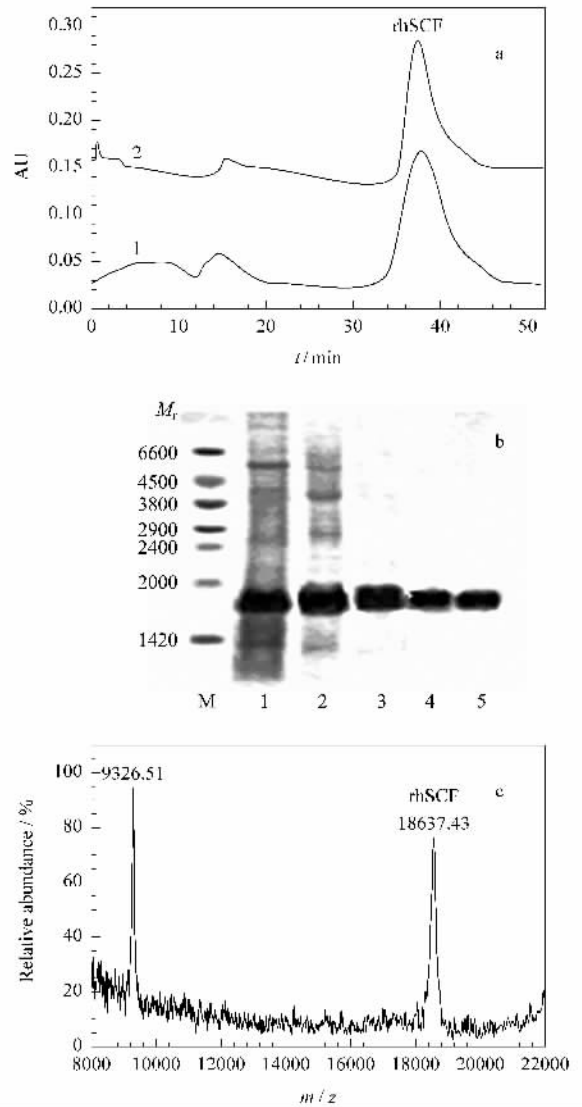 0.30
rhSCF
a
0.25
0.20
AU
0.15
2
0.10
0.05
1
0.00
0 10 20 30 40 50
t / min
Mr
b
6600
4500
3800
2900
2400
2000
1420
M 1 2 3 4 5
100
9326.51
rhSCF
c
18637.43
80
Relative abundance / %
60
40
20
0
8000 10000 12000 14000 16000 18000 20000 22000
m / z